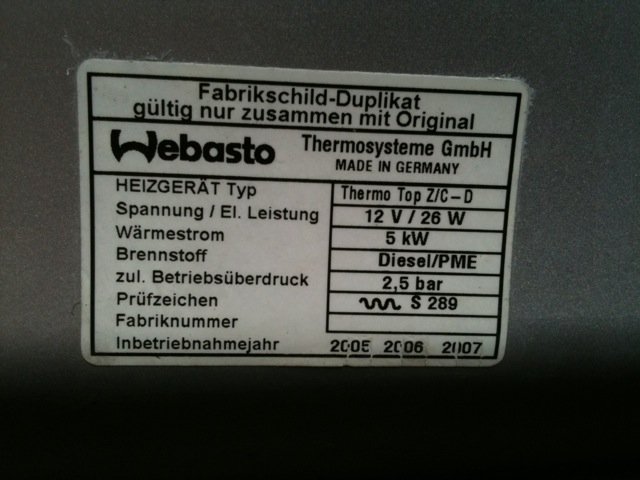 Fabrikschild-Duplikat
gültig nur zusammen mit Original
Webasto Thermosysteme GmbH
MADE IN GERMANY
HEIZGERÄT Typ Thermo Top Z/C-D
Spannung / El. Leistung 12 V / 26 W
Wärmestrom 5 kW
Brennstoff Diesel/PME
zul. Betriebsüberdruck 2,5 bar
Prüfzeichen S 289
Fabriknummer
Inbetriebnahmejahr 2005 2006 2007